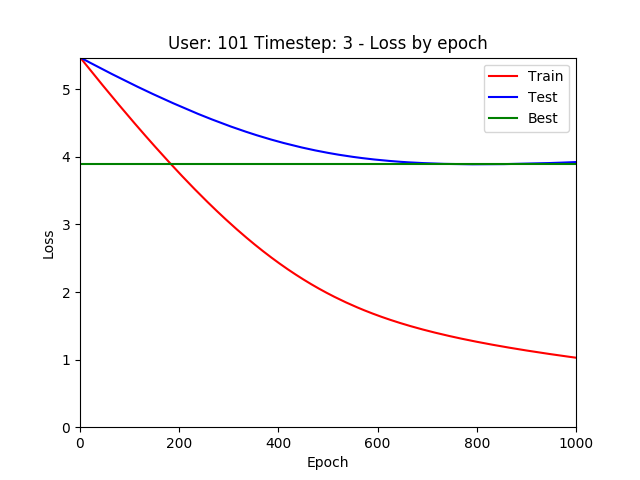 User: 101 Timestep: 3 - Loss by epoch
Train
Test
Best
5
4
3
2
1
0
Loss
0 200 400 600 800 1000
Epoch